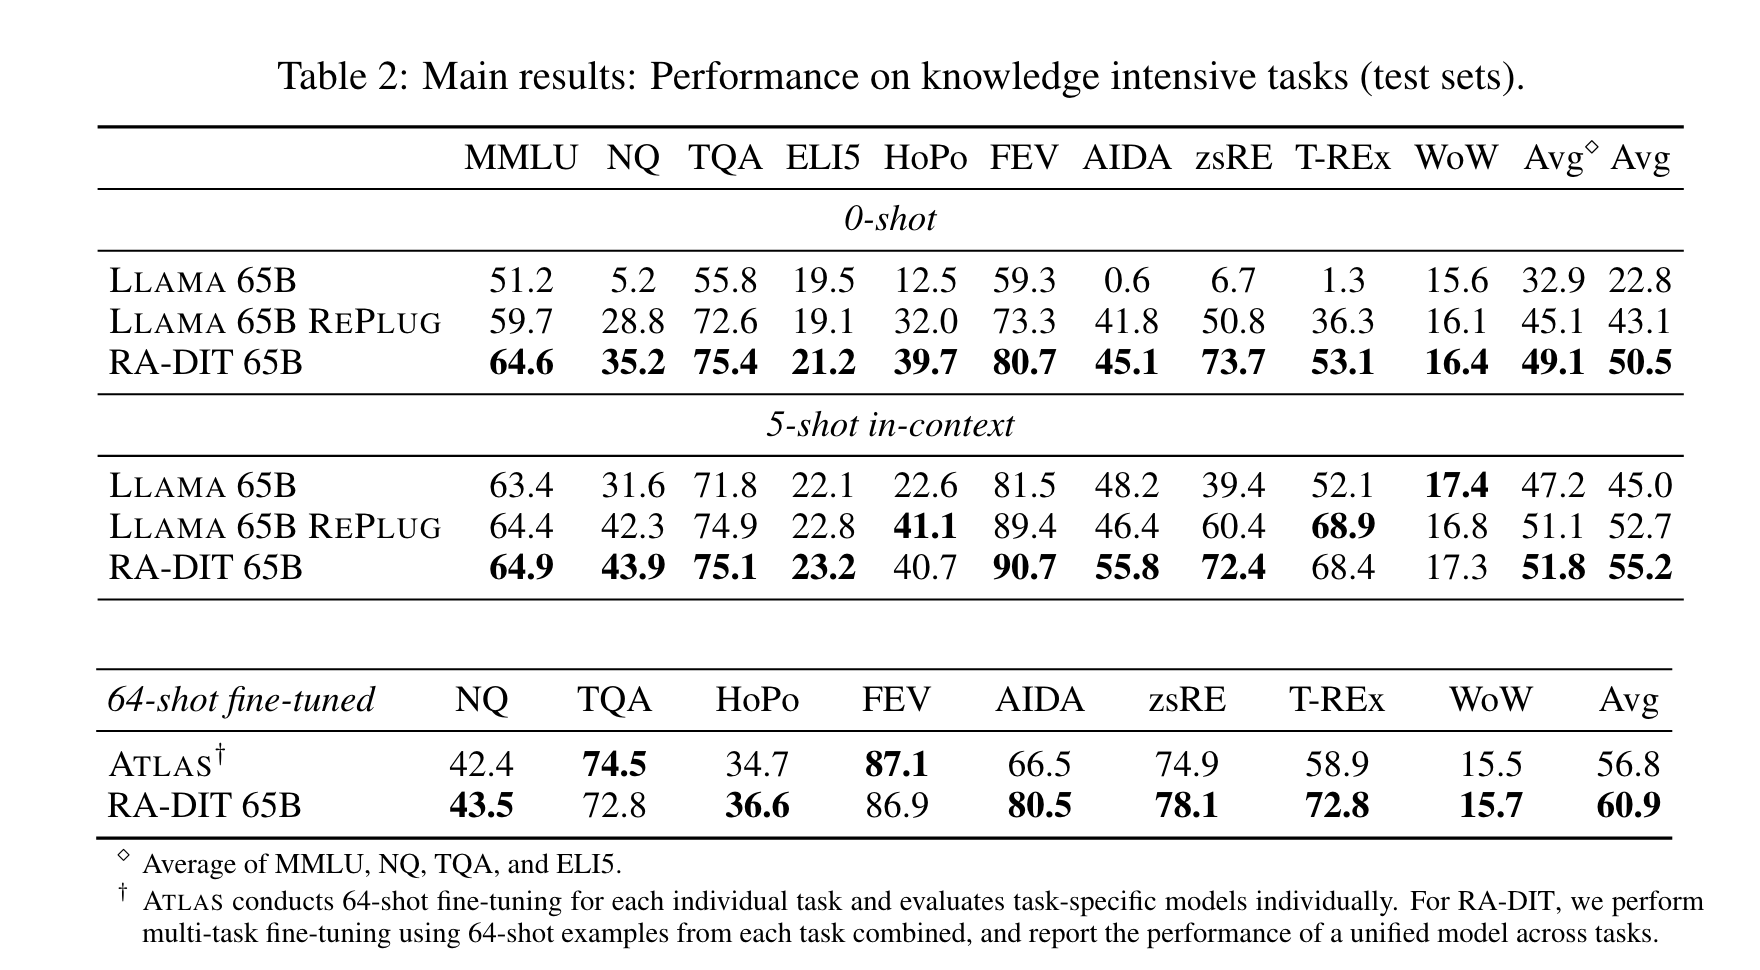 Table 2: Main results: Performance on knowledge intensive tasks (test sets).
MMLU NQ TQA ELI5 HoPo FEV AIDA zsRE T-REx WoW Avg◇ Avg
0-shot
LLAMA 65B 51.2 5.2 55.8 19.5 12.5 59.3 0.6 6.7 1.3 15.6 32.9 22.8
LLAMA 65B REPLUG 59.7 28.8 72.6 19.1 32.0 73.3 41.8 50.8 36.3 16.1 45.1 43.1
RA-DIT 65B 64.6 35.2 75.4 21.2 39.7 80.7 45.1 73.7 53.1 16.4 49.1 50.5
5-shot in-context
LLAMA 65B 63.4 31.6 71.8 22.1 22.6 81.5 48.2 39.4 52.1 17.4 47.2 45.0
LLAMA 65B REPLUG 64.4 42.3 74.9 22.8 41.1 89.4 46.4 60.4 68.9 16.8 51.1 52.7
RA-DIT 65B 64.9 43.9 75.1 23.2 40.7 90.7 55.8 72.4 68.4 17.3 51.8 55.2
64-shot fine-tuned NQ TQA HoPo FEV AIDA zsRE T-REx WoW Avg
ATLAS† 42.4 74.5 34.7 87.1 66.5 74.9 58.9 15.5 56.8
RA-DIT 65B 43.5 72.8 36.6 86.9 80.5 78.1 72.8 15.7 60.9
◇ Average of MMLU, NQ, TQA, and ELI5.
† ATLAS conducts 64-shot fine-tuning for each individual task and evaluates task-specific models individually. For RA-DIT, we perform
multi-task fine-tuning using 64-shot examples from each task combined, and report the performance of a unified model across tasks.